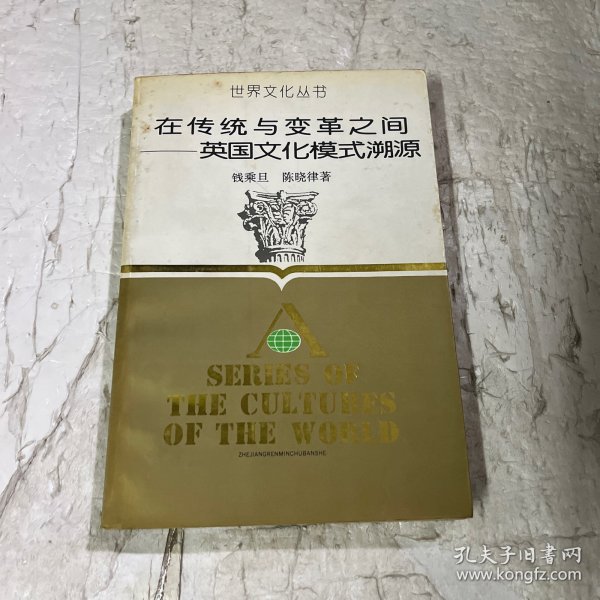 世界文化丛书
在传统与变革之间
——英国文化模式溯源
钱乘旦 陈晓律著
A
SERIES OF
THE CULTURES
OF THE WOORLD
ZHEJIANGRENMINCHUBANSHE
孔夫子旧书网
www.kongfz.com